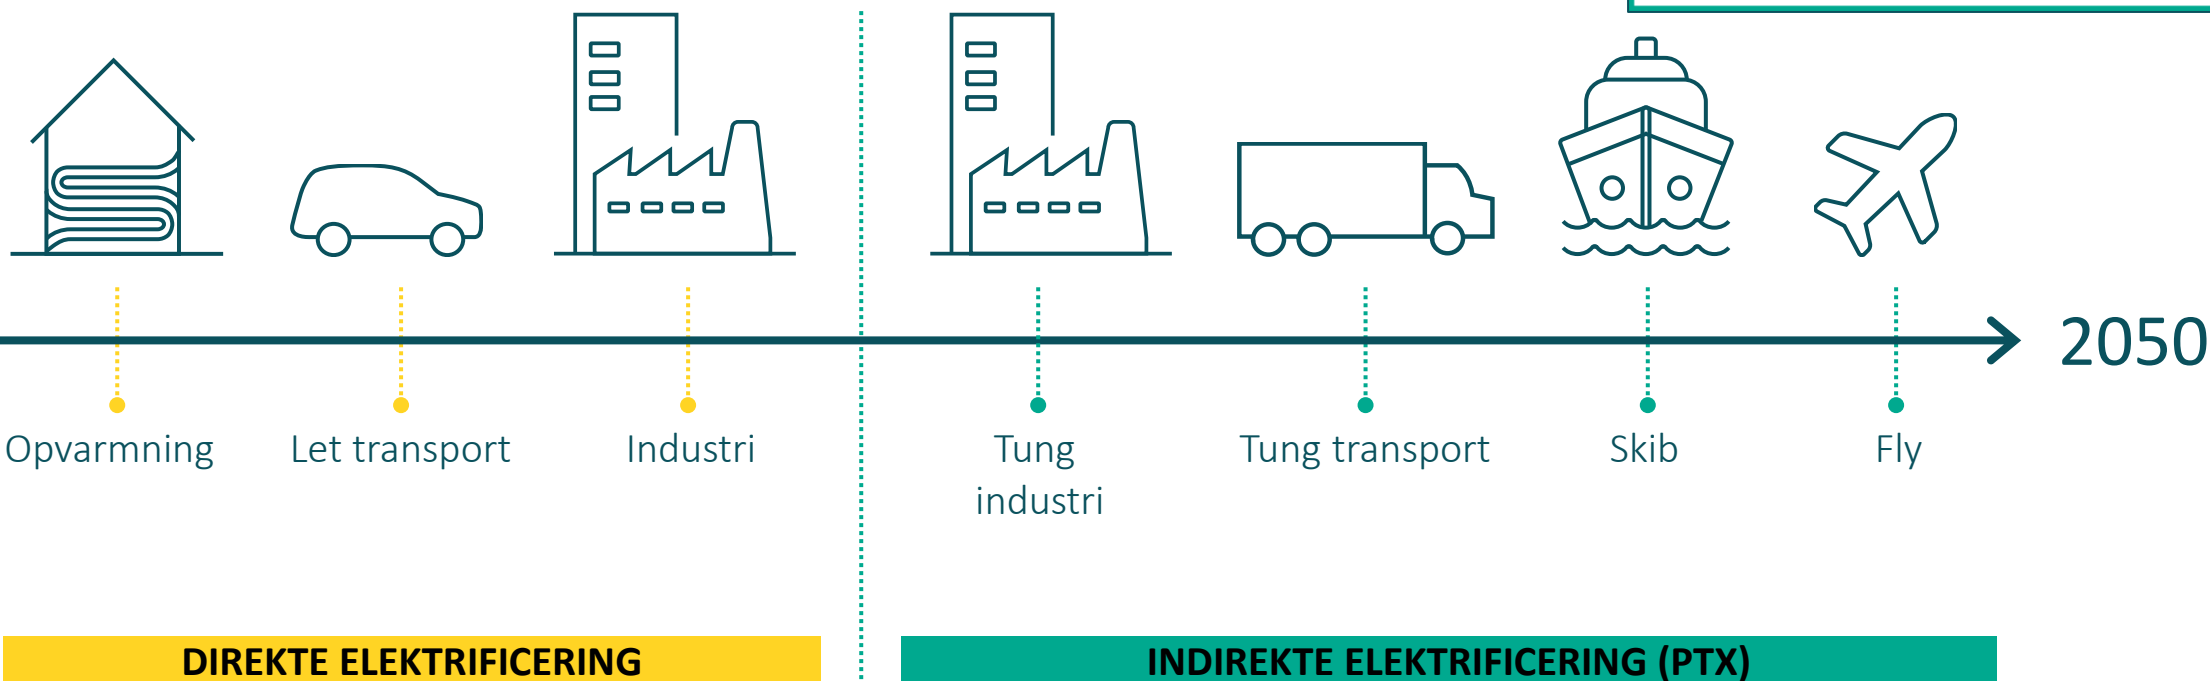 2050
Opvarmning
Let transport
Industri
Tung
industri
Tung transport
Skib
Fly
DIREKTE ELEKTRIFICERING
INDIREKTE ELEKTRIFICERING (PTX)